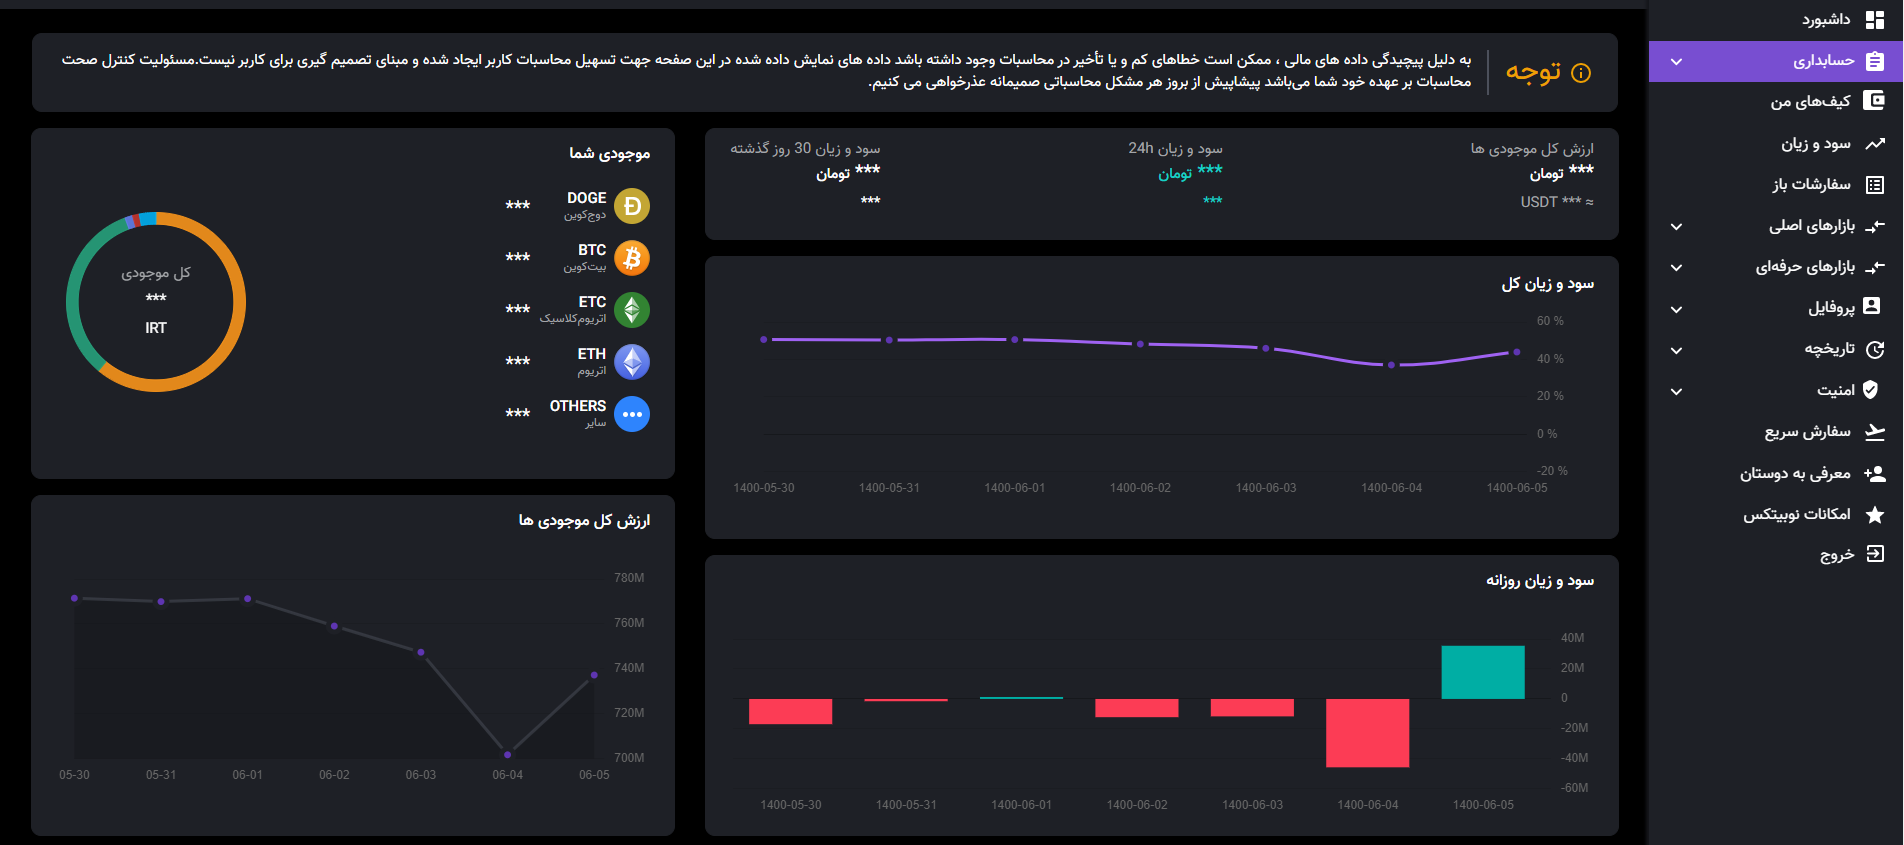 داشبورد
حسابداری
کیف‌های من
سود و زیان
سفارشات باز
بازارهای اصلی
بازارهای حرفه‌ای
پروفایل
تاریخچه
امنیت
سفارش سریع
معرفی به دوستان
امکانات نوبیتکس
خروج
توجه
به دلیل پیچیدگی داده های مالی ، ممکن است خطاهای کم و یا تأخیر در محاسبات وجود داشته باشد داده های نمایش داده شده در این صفحه جهت تسهیل محاسبات کاربر ایجاد شده و مبنای تصمیم گیری برای کاربر نیست.مسئولیت کنترل صحت
محاسبات بر عهده خود شما می‌باشد پیشاپیش از بروز هر مشکل محاسباتی صمیمانه عذرخواهی می کنیم.
ارزش کل موجودی ها
*** تومان
≈ *** USDT
سود و زیان 24h
*** تومان
***
سود و زیان 30 روز گذشته
*** تومان
***
سود و زیان کل
60 %
40 %
20 %
0 %
-20 %
1400-05-30 1400-05-31 1400-06-01 1400-06-02 1400-06-03 1400-06-04 1400-06-05
سود و زیان روزانه
40M
20M
0
-20M
-40M
-60M
1400-05-30 1400-05-31 1400-06-01 1400-06-02 1400-06-03 1400-06-04 1400-06-05
موجودی شما
DOGE ***
دوج‌کوین
BTC ***
بیت‌کوین
ETC ***
اتریوم‌کلاسیک
ETH ***
اتریوم
OTHERS ***
سایر
کل موجودی
***
IRT
ارزش کل موجودی ها
780M
760M
740M
720M
700M
05-30 05-31 06-01 06-02 06-03 06-04 06-05